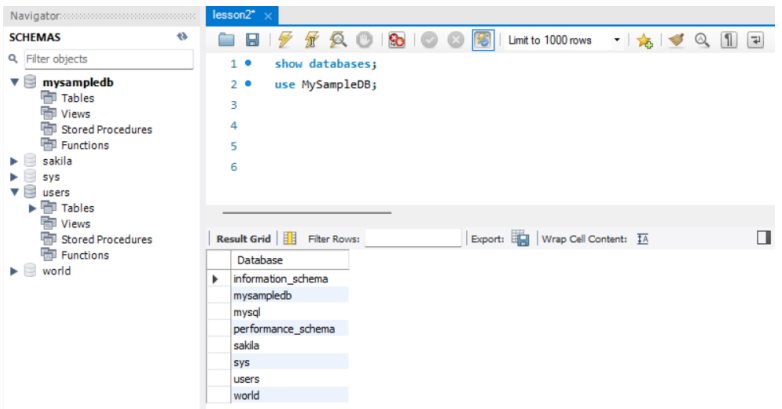 Navigator
SCHEMAS
Filter objects
mysampledb
Tables
Views
Stored Procedures
Functions
sakila
sys
users
Tables
Views
Stored Procedures
Functions
world
lesson2*
Limit to 1000 rows
1 show databases;
2 use MySampleDB;
3
4
5
6
Result Grid Filter Rows: Export: Wrap Cell Content: IA
Database
information_schema
mysampledb
mysql
performance_schema
sakila
sys
users
world